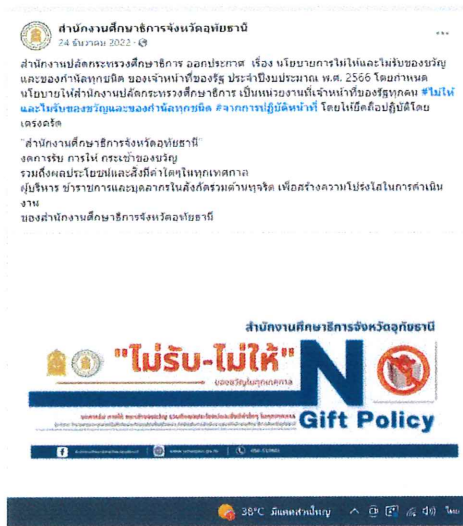 สำนักงานศึกษาธิการจังหวัดอุทัยธานี
24 ธันวาคม 2022
สำนักงานปลัดกระทรวงศึกษาธิการ ออกประกาศ เรื่อง นโยบายการไม่ให้และไม่รับของขวัญ
และของกำนัลทุกชนิด ของเจ้าหน้าที่ของรัฐ ประจำปีงบประมาณ พ.ศ. 2566 โดยกำหนด
นโยบายให้สำนักงานปลัดกระทรวงศึกษาธิการ เป็นหน่วยงานที่เจ้าหน้าที่ของรัฐทุกคน #ไม่ให้
และไม่รับของขวัญและของกำนัลทุกชนิด #จากการปฏิบัติหน้าที่ โดยให้ยึดถือปฏิบัติโดย
เคร่งครัด
"สำนักงานศึกษาธิการจังหวัดอุทัยธานี"
งดการรับ การให้ กระเช้าของขวัญ
รวมถึงผลประโยชน์และสิ่งมีค่าใดๆในทุกเทศกาล
ผู้บริหาร ข้าราชการและบุคลากรในสังกัดร่วมต้านทุจริต เพื่อสร้างความโปร่งใสในการดำเนิน
งาน
ของสำนักงานศึกษาธิการจังหวัดอุทัยธานี
สำนักงานศึกษาธิการจังหวัดอุทัยธานี
"ไม่รับ-ไม่ให้"
ของขวัญในทุกเทศกาล
NO
Gift Policy
38°C มีแดดส่วนใหญ่
ไทย